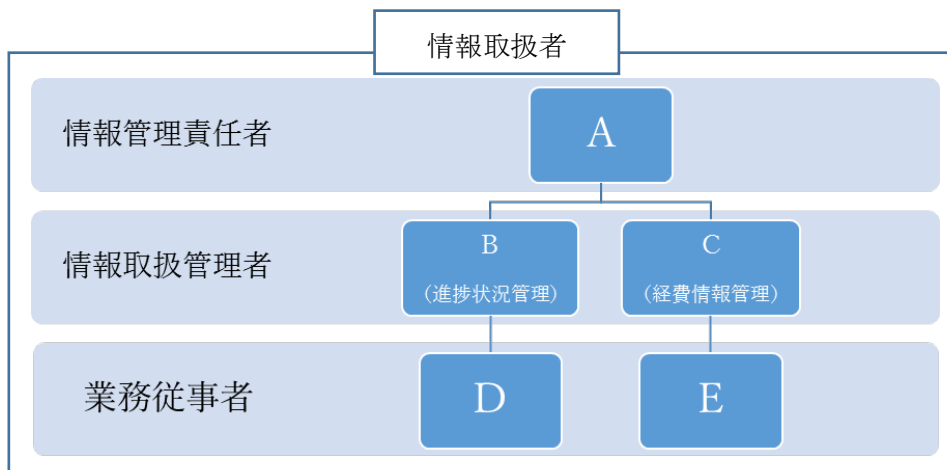 情報取扱者
情報管理責任者
A
情報取扱管理者
B
（進捗状況管理）
C
（経費情報管理）
業務従事者
D
E